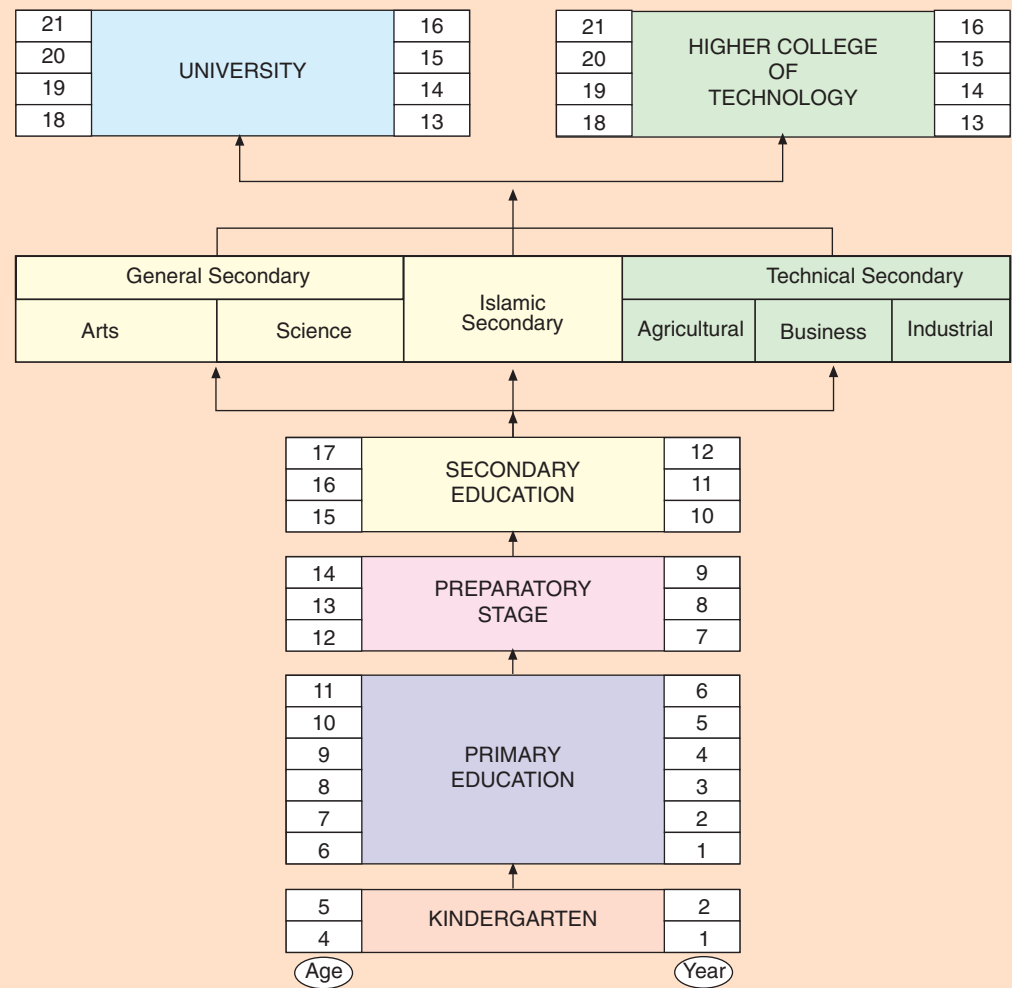 21
20
19
18
UNIVERSITY
16
15
14
13
21
20
19
18
HIGHER COLLEGE
OF
TECHNOLOGY
16
15
14
13
General Secondary
Arts
Science
Islamic
Secondary
Technical Secondary
Agricultural
Business
Industrial
17
16
15
SECONDARY
EDUCATION
12
11
10
14
13
12
PREPARATORY
STAGE
9
8
7
11
10
9
8
7
6
PRIMARY
EDUCATION
6
5
4
3
2
1
5
4
KINDERGARTEN
2
1
Age
Year